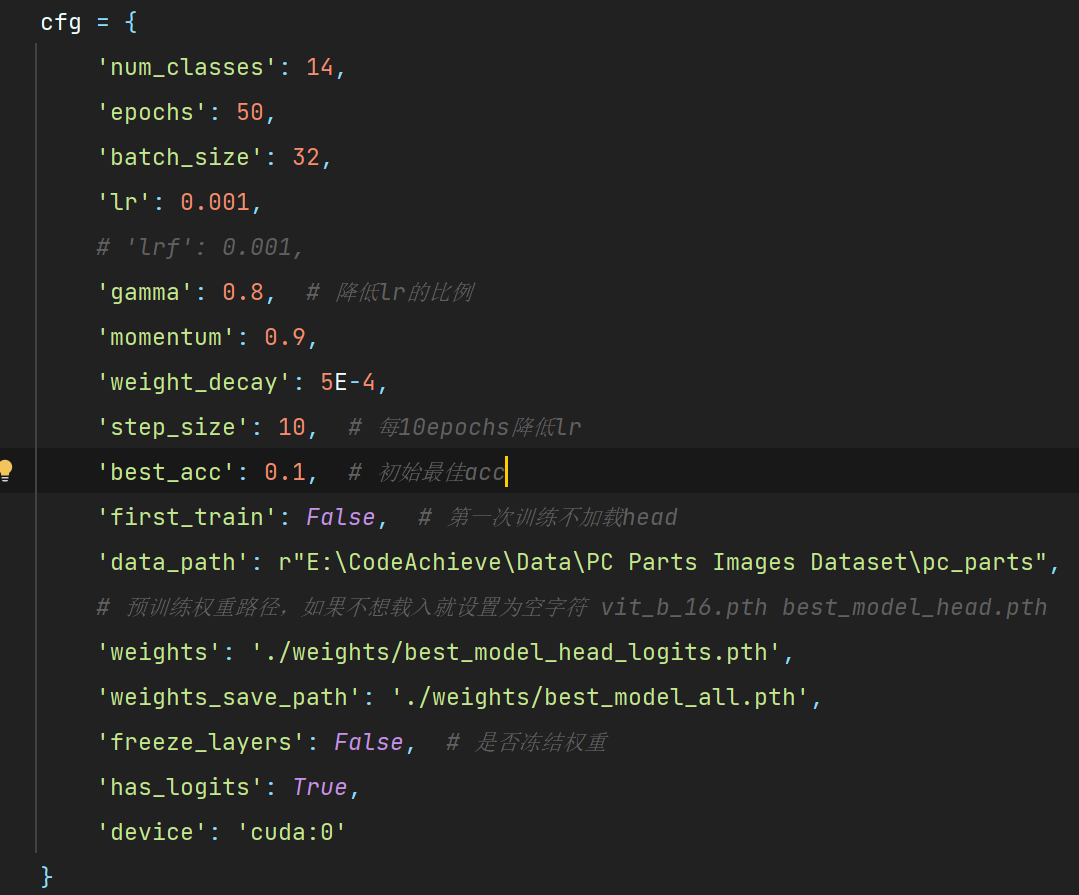 cfg = {
'num_classes': 14,
'epochs': 50,
'batch_size': 32,
'lr': 0.001,
# 'lrf': 0.001,
'gamma': 0.8,  # 降低lr的比例
'momentum': 0.9,
'weight_decay': 5E-4,
'step_size': 10,  # 每10epochs降低lr
'best_acc': 0.1,  # 初始最佳acc
'first_train': False,  # 第一次训练不加载head
'data_path': r"E:\CodeAchieve\Data\PC Parts Images Dataset\pc_parts",
# 预训练权重路径，如果不想载入就设置为空字符 vit_b_16.pth best_model_head.pth
'weights': './weights/best_model_head_logits.pth',
'weights_save_path': './weights/best_model_all.pth',
'freeze_layers': False,  # 是否冻结权重
'has_logits': True,
'device': 'cuda:0'
}